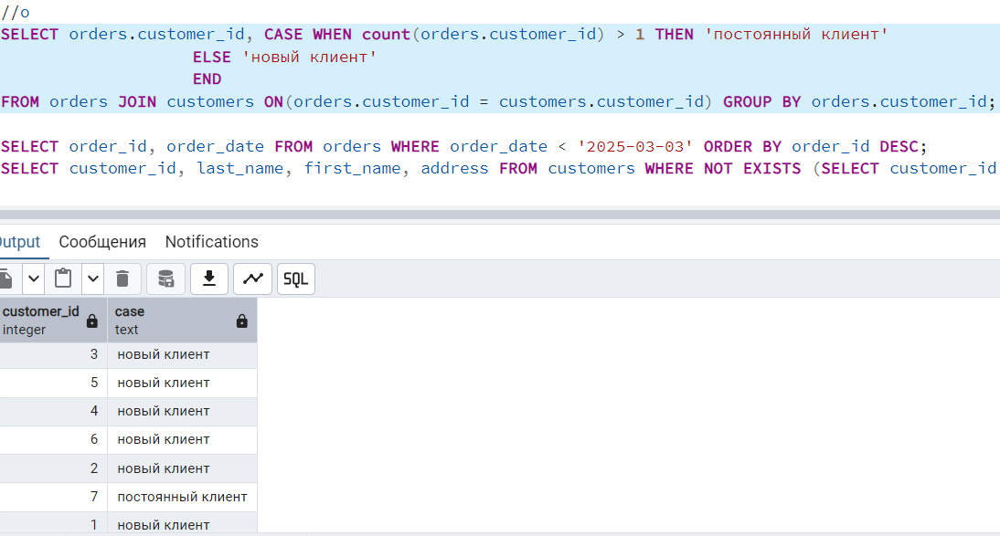 //o
SELECT orders.customer_id, CASE WHEN count(orders.customer_id) > 1 THEN 'постоянный клиент'
ELSE 'новый клиент'
END
FROM orders JOIN customers ON(orders.customer_id = customers.customer_id) GROUP BY orders.customer_id;
SELECT order_id, order_date FROM orders WHERE order_date < '2025-03-03' ORDER BY order_id DESC;
SELECT customer_id, last_name, first_name, address FROM customers WHERE NOT EXISTS (SELECT customer_id
Output Сообщения Notifications
SQL
customer_id case
integer text
3 новый клиент
5 новый клиент
4 новый клиент
6 новый клиент
2 новый клиент
7 постоянный клиент
1 новый клиент